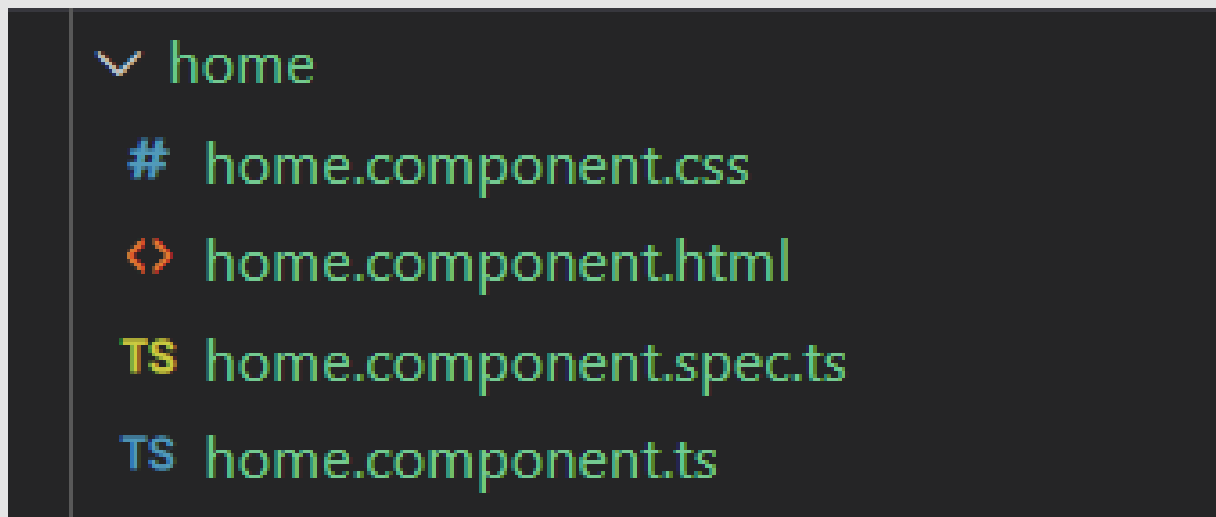 home
# home.component.css
<> home.component.html
TS home.component.spec.ts
TS home.component.ts